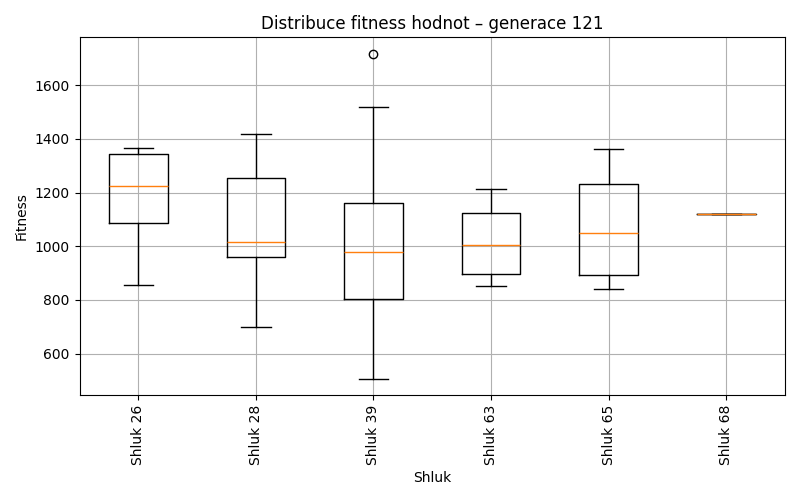 Distribuce fitness hodnot – generace 121
Fitness
1600
1400
1200
1000
800
600
Shluk 26
Shluk 28
Shluk 39
Shluk 63
Shluk 65
Shluk 68
Shluk